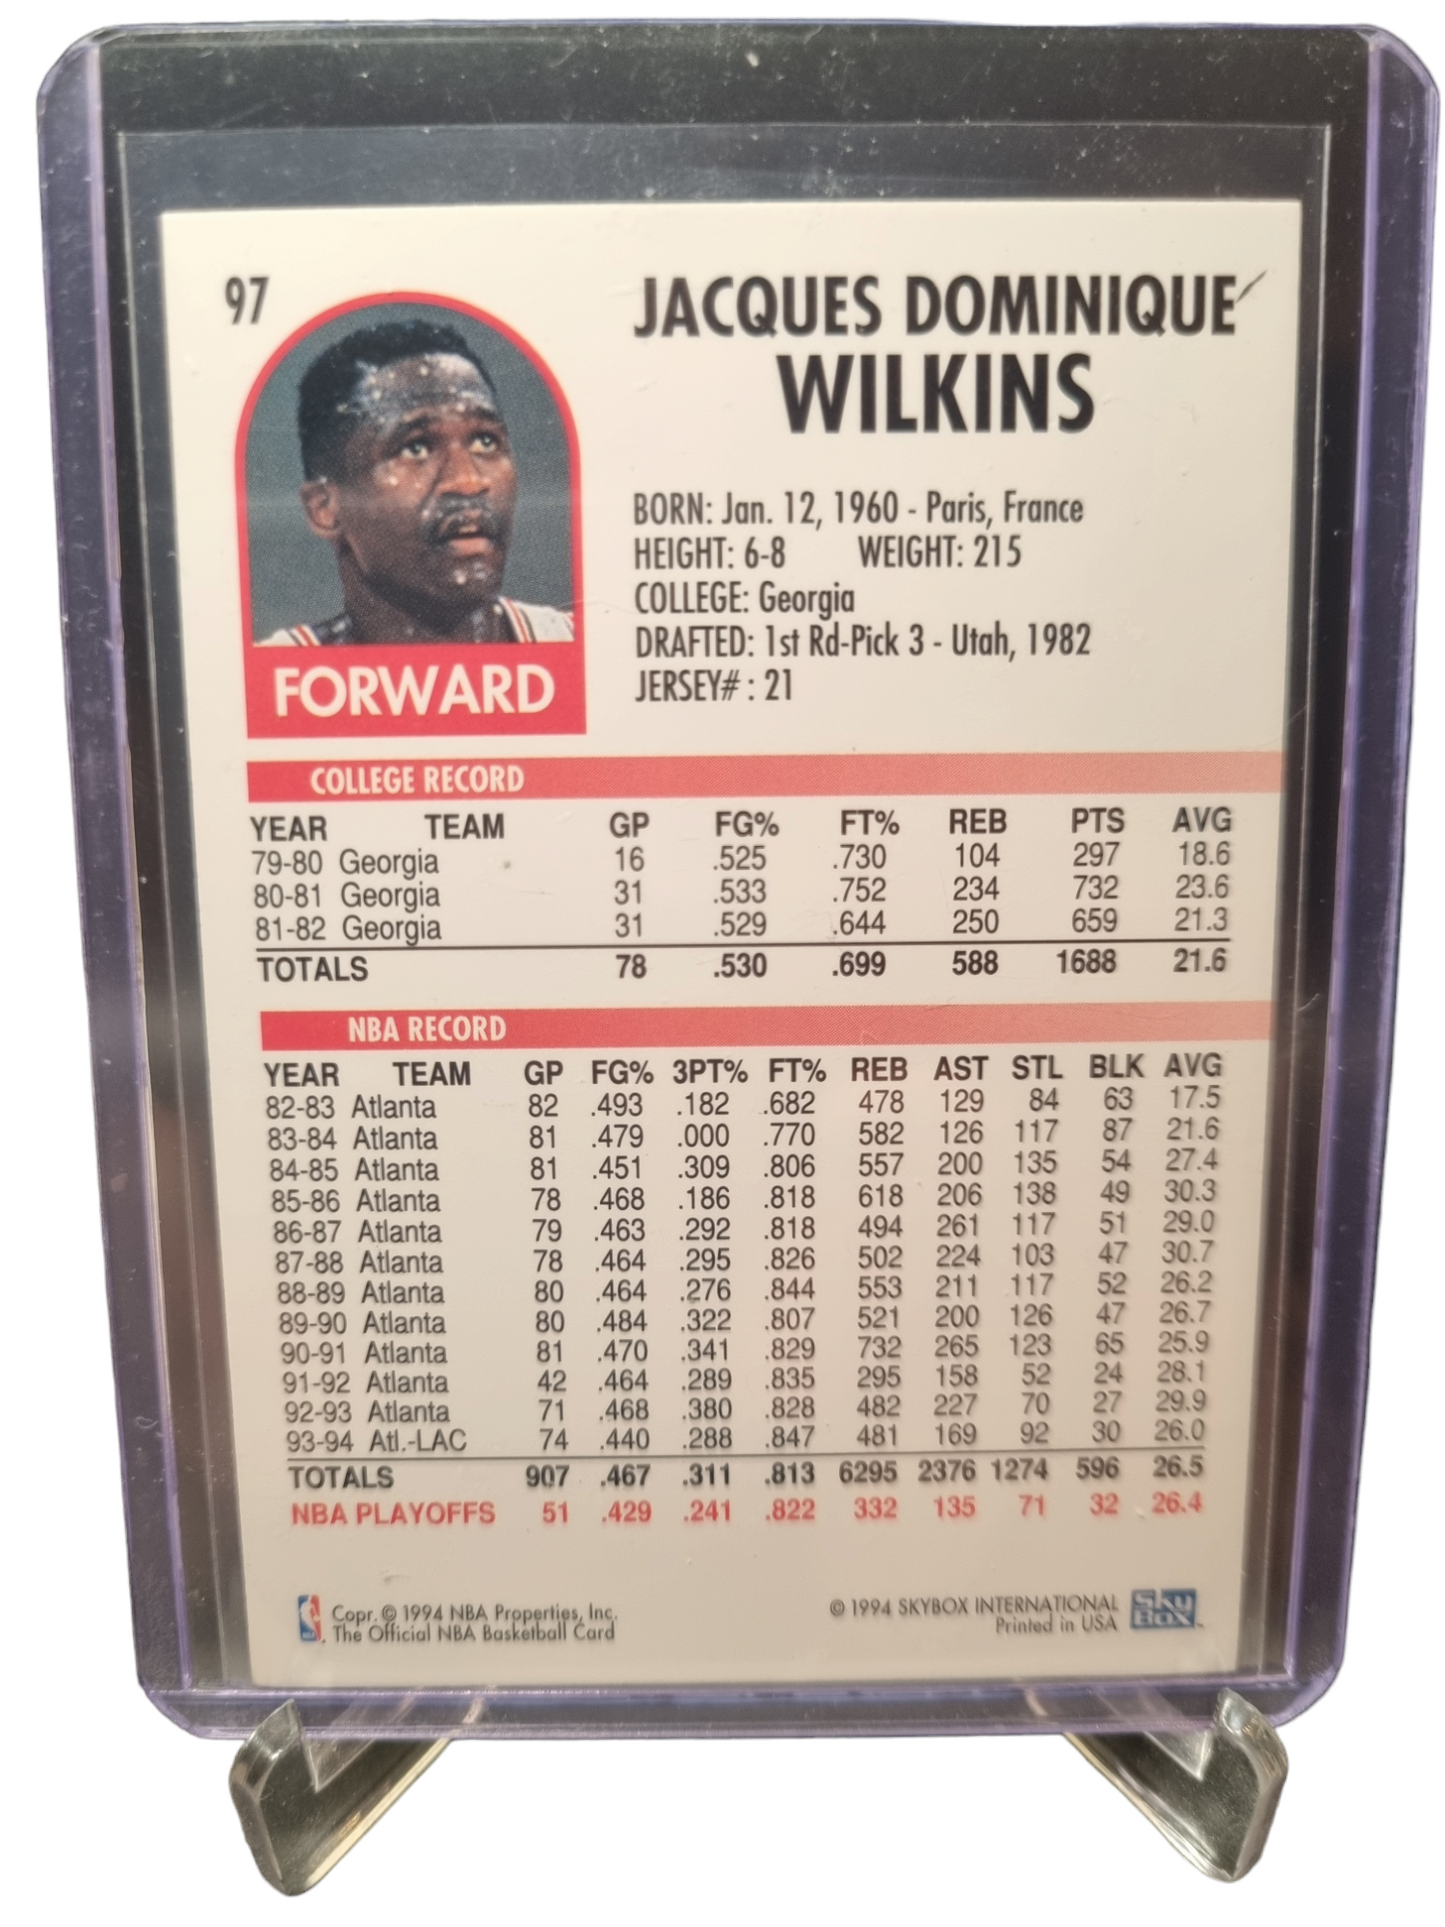 97
JACQUES DOMINIQUE
WILKINS
BORN: Jan. 12, 1960 - Paris, France
HEIGHT: 6-8 WEIGHT: 215
COLLEGE: Georgia
DRAFTED: 1st Rd-Pick 3 - Utah, 1982
JERSEY# : 21
FORWARD
COLLEGE RECORD
YEAR TEAM GP FG% FT% REB PTS AVG
79-80 Georgia 16 .525 .730 104 297 18.6
80-81 Georgia 31 .533 .752 234 732 23.6
81-82 Georgia 31 .529 .644 250 659 21.3
TOTALS 78 .530 .699 588 1688 21.6
NBA RECORD
YEAR TEAM GP FG% 3PT% FT% REB AST STL BLK AVG
82-83 Atlanta 82 .493 .182 .682 478 129 84 63 17.5
83-84 Atlanta 81 .479 .000 .770 582 126 117 87 21.6
84-85 Atlanta 81 .451 .309 .806 557 200 135 54 27.4
85-86 Atlanta 78 .468 .186 .818 618 206 138 49 30.3
86-87 Atlanta 79 .463 .292 .818 494 261 117 51 29.0
87-88 Atlanta 78 .464 .295 .826 502 224 103 47 30.7
88-89 Atlanta 80 .464 .276 .844 553 211 117 52 26.2
89-90 Atlanta 80 .484 .322 .807 521 200 126 47 26.7
90-91 Atlanta 81 .470 .341 .829 732 265 123 65 25.9
91-92 Atlanta 42 .464 .289 .835 295 158 52 24 28.1
92-93 Atlanta 71 .468 .380 .828 482 227 70 27 29.9
93-94 Atl.-LAC 74 .440 .288 .847 481 169 92 30 26.0
TOTALS 907 .467 .311 .813 6295 2376 1274 596 26.5
NBA PLAYOFFS 51 .429 .241 .822 332 135 71 32 26.4
Copr. © 1994 NBA Properties, Inc.
The Official NBA Basketball Card
© 1994 SKYBOX INTERNATIONAL
Printed in USA
SkyBox